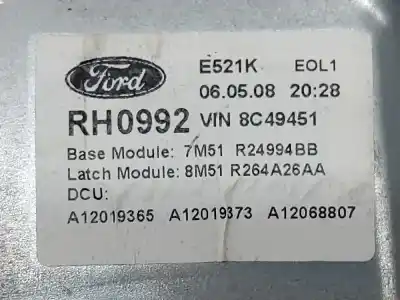 Ford E521K EOL1
06.05.08 20:28
RH0992 VIN 8C49451
Base Module: 7M51 R24994BB
Latch Module: 8M51 R264A26AA
DCU:
A12019365 A12019373 A12068807